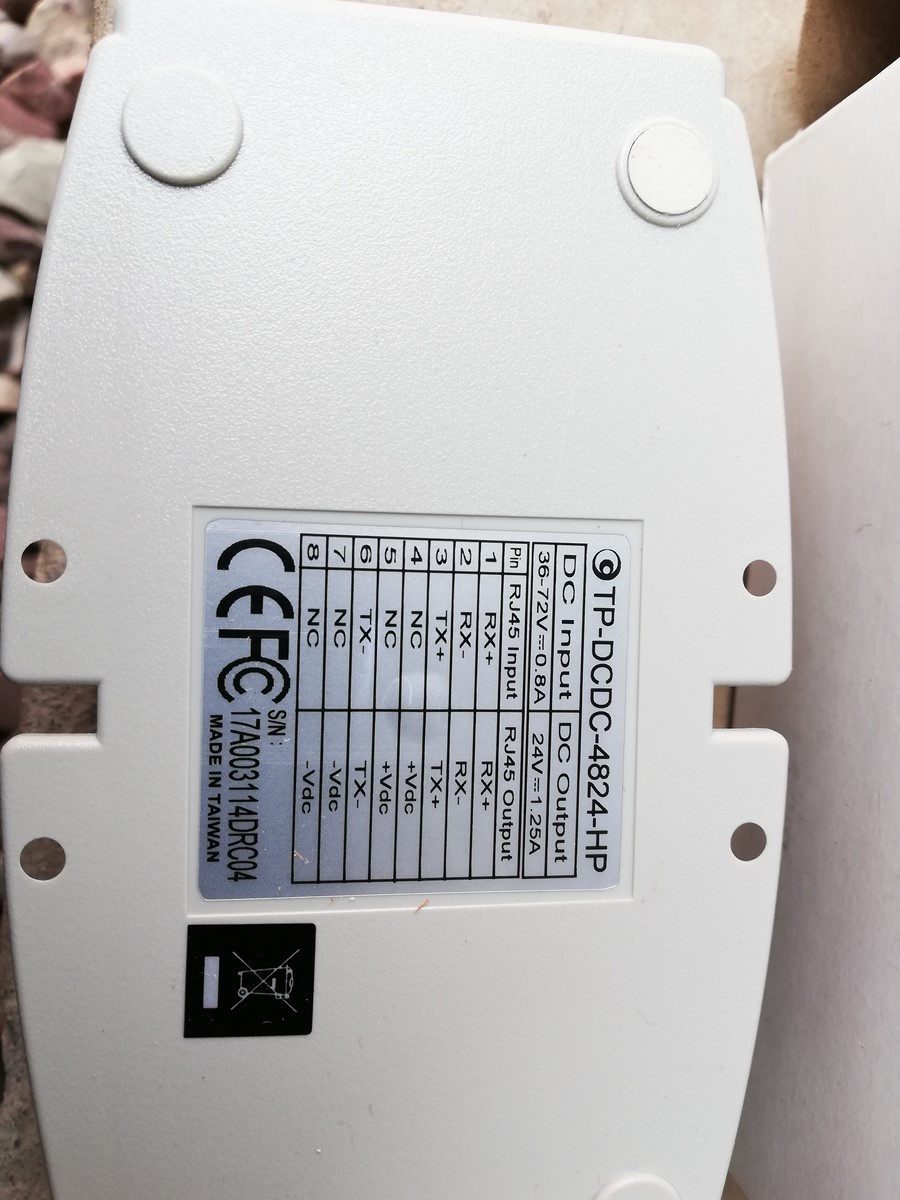 TP-DCDC-4824-HP
DC Input DC Output
36-72V⎓0.8A 24V⎓1.25A
Pin RJ45 Input RJ45 Output
1 RX+ RX+
2 RX- RX-
3 TX+ TX+
4 NC +Vdc
5 NC +Vdc
6 TX- TX-
7 NC -Vdc
8 NC -Vdc
CE FC S/N :
17A003114DRC04
MADE IN TAIWAN